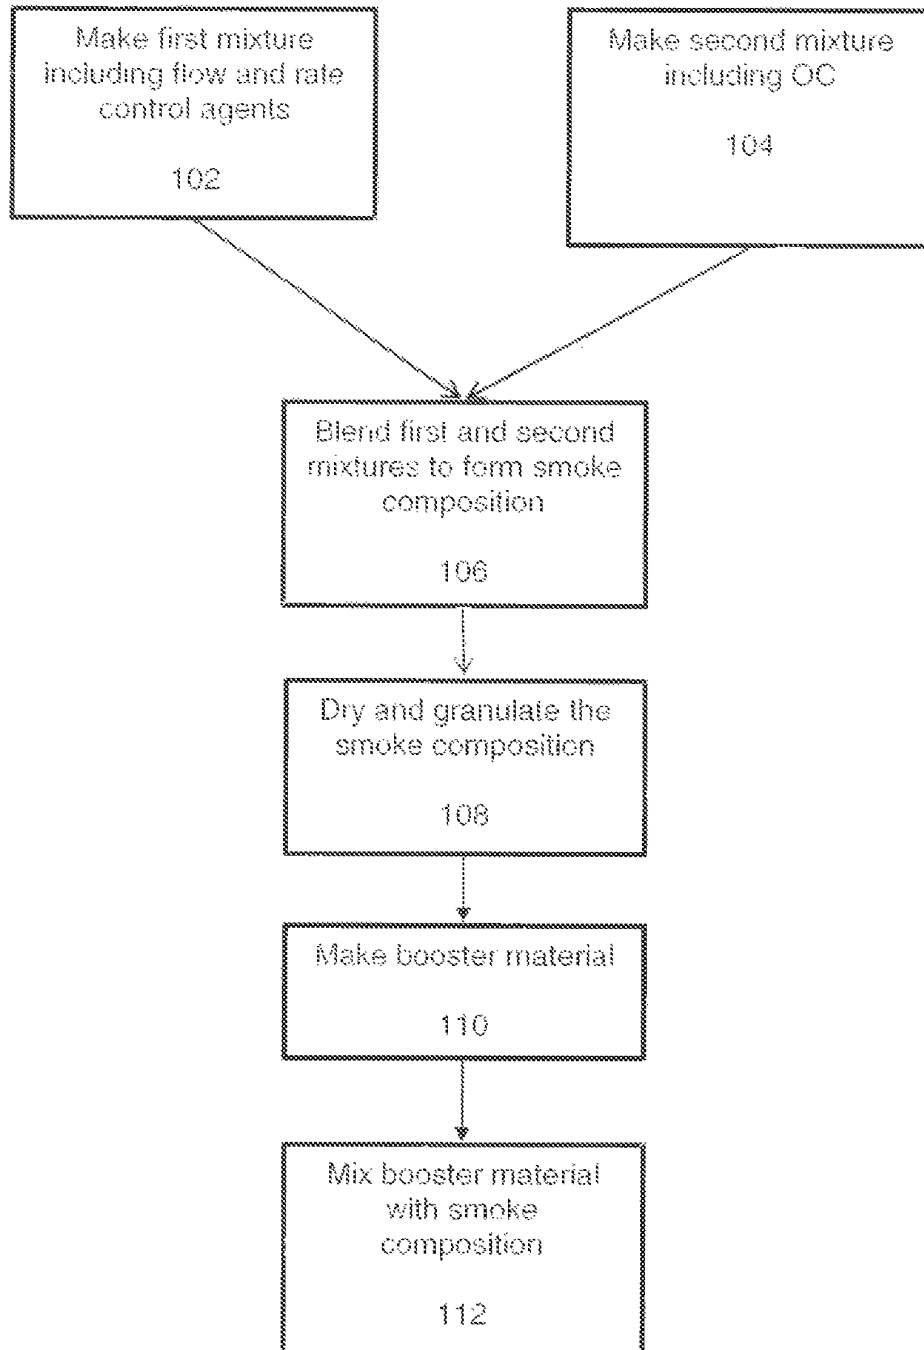 Make first mixture
including flow and rate
control agents
102
Make second mixture
including OC
104
Blend first and second
mixtures to form smoke
composition
106
Dry and granulate the
smoke composition
108
Make booster material
110
Mix booster material
with smoke
composition
112